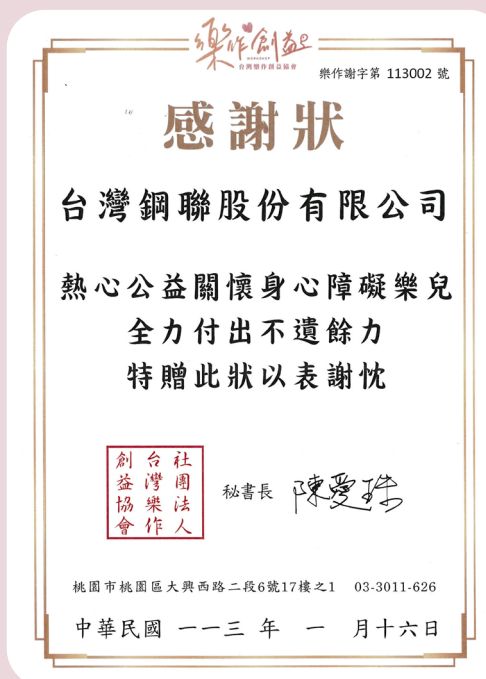 樂作創益
WORKSHOP
台灣樂作創益協會
樂作謝字第 113002 號
感謝狀
台灣鋼聯股份有限公司
熱心公益關懷身心障礙樂兒
全力付出不遺餘力
特贈此狀以表謝忱
社團法人
台灣樂作
創益協會
秘書長 陳愛珠
桃園市桃園區大興西路二段6號17樓之1 03-3011-626
中華民國 一一三 年 一 月十六日